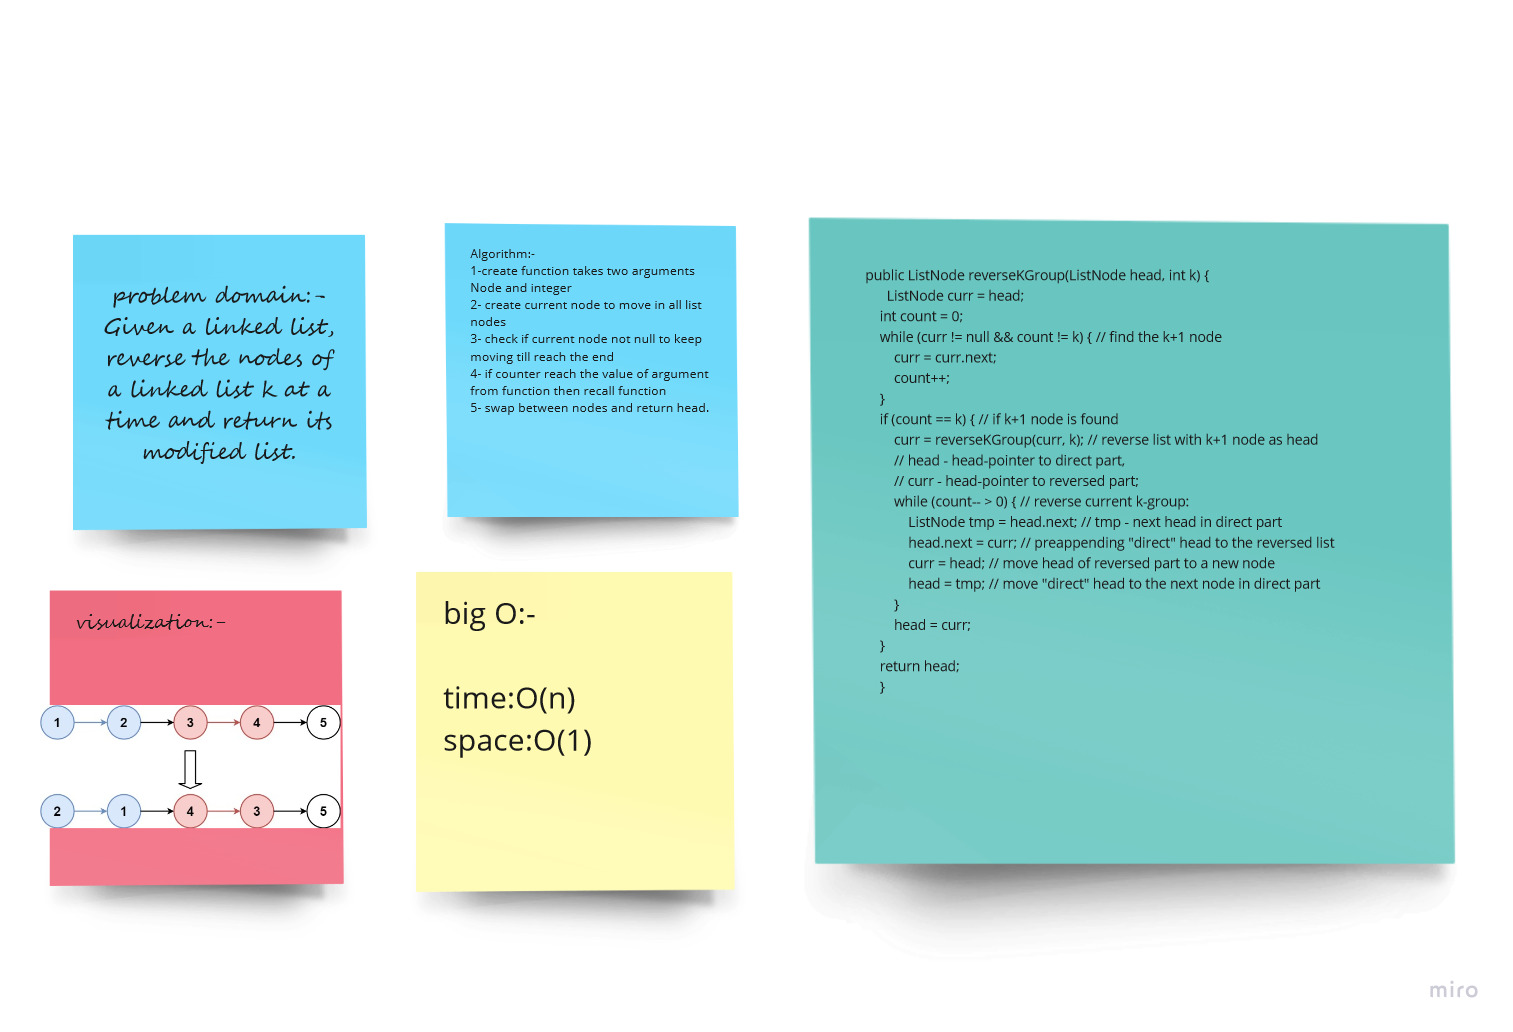 problem domain:-
Given a linked list,
reverse the nodes of
a linked list k at a
time and return its
modified list.
Algorithm:-
1-create function takes two arguments
Node and integer
2- create current node to move in all list
nodes
3- check if current node not null to keep
moving till reach the end
4- if counter reach the value of argument
from function then recall function
5- swap between nodes and return head.
public ListNode reverseKGroup(ListNode head, int k) {
ListNode curr = head;
int count = 0;
while (curr != null && count != k) { // find the k+1 node
curr = curr.next;
count++;
}
if (count == k) { // if k+1 node is found
curr = reverseKGroup(curr, k); // reverse list with k+1 node as head
// head - head-pointer to direct part,
// curr - head-pointer to reversed part;
while (count-- > 0) { // reverse current k-group:
ListNode tmp = head.next; // tmp - next head in direct part
head.next = curr; // preappending "direct" head to the reversed list
curr = head; // move head of reversed part to a new node
head = tmp; // move "direct" head to the next node in direct part
}
head = curr;
}
return head;
}
visualization:-
1 2 3 4 5
2 1 4 3 5
big O:-
time:O(n)
space:O(1)
miro